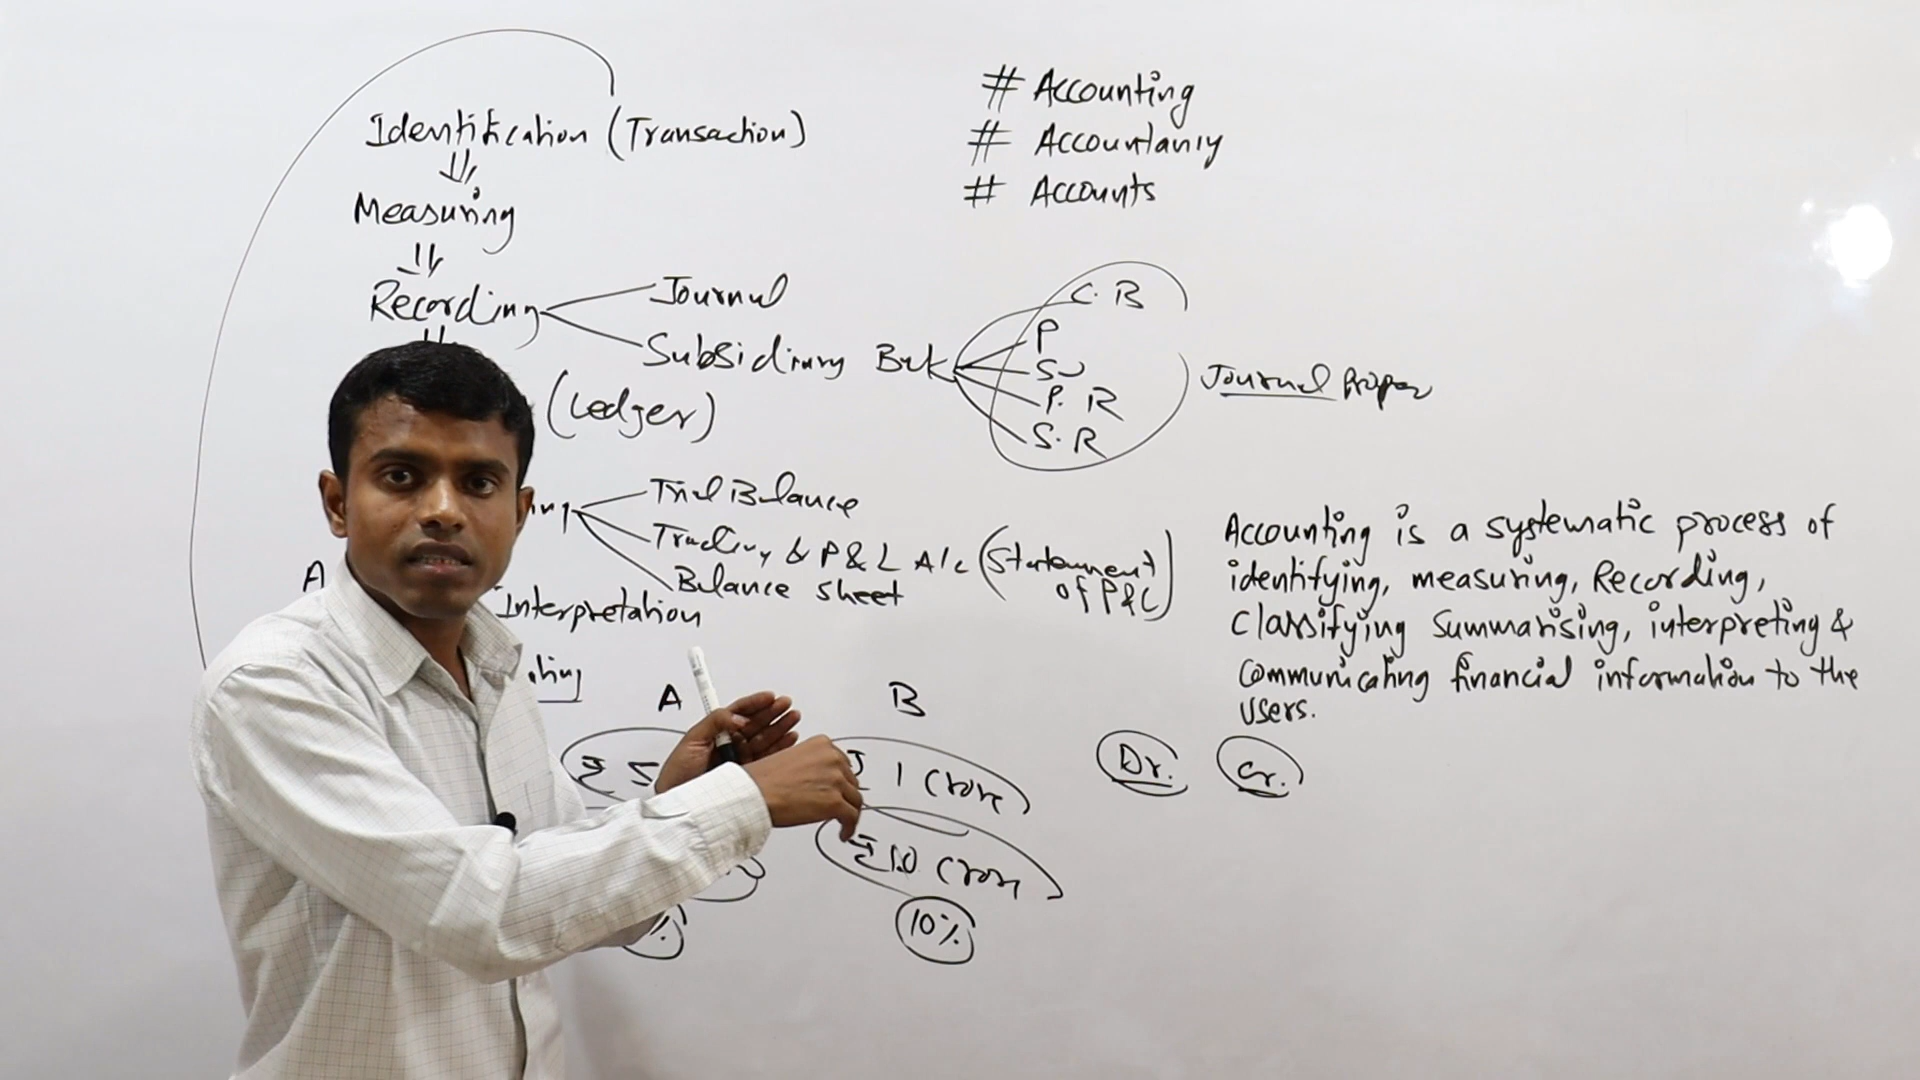 # Accounting
# Accountancy
# Accounts
Identification (Transaction)
Measuring
Recording
Journal
Subsidiary Book
C. B
P
S
P. R
S. R
Journal Proper
(Ledger)
Trial Balance
Trading & P & L A/c (Statement of P&L)
Balance sheet
A
Interpretation
Accounting is a systematic process of
identifying, measuring, Recording,
Classifying Summarising, interpreting &
Communicating financial information to the
users.
A
B
₹ 5
₹ 1 Crore
₹ 10 Crore
10%
Dr.
Cr.